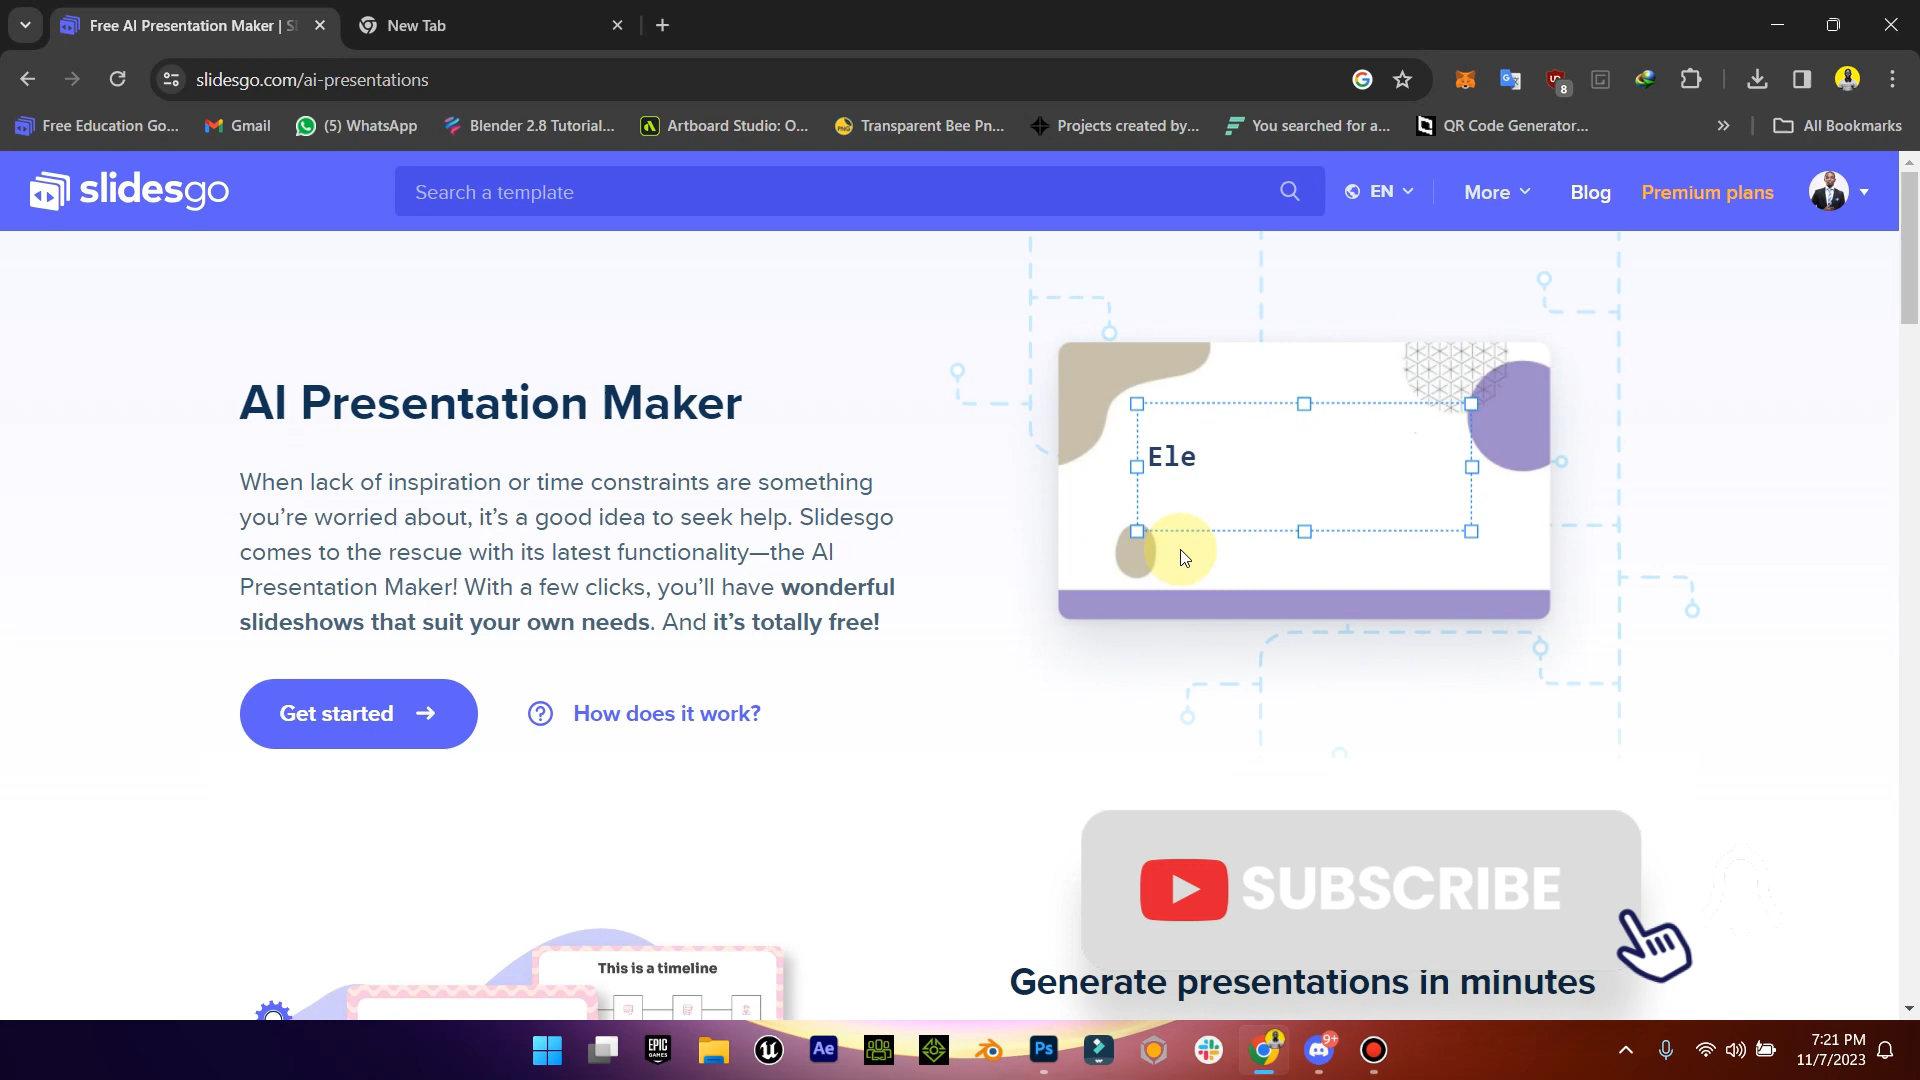 Free AI Presentation Maker | Sl
New Tab
slidesgo.com/ai-presentations
8
Free Education Go...
Gmail
(5) WhatsApp
Blender 2.8 Tutorial...
Artboard Studio: O...
Transparent Bee Pn...
Projects created by...
You searched for a...
QR Code Generator...
All Bookmarks
slidesgo
Search a template
EN
More
Blog
Premium plans
AI Presentation Maker
When lack of inspiration or time constraints are something
you’re worried about, it’s a good idea to seek help. Slidesgo
comes to the rescue with its latest functionality—the AI
Presentation Maker! With a few clicks, you’ll have wonderful
slideshows that suit your own needs. And it’s totally free!
Ele
Get started
How does it work?
SUBSCRIBE
This is a timeline
Generate presentations in minutes
EPIC
GAMES
Ae
Ps
9+
7:21 PM
11/7/2023